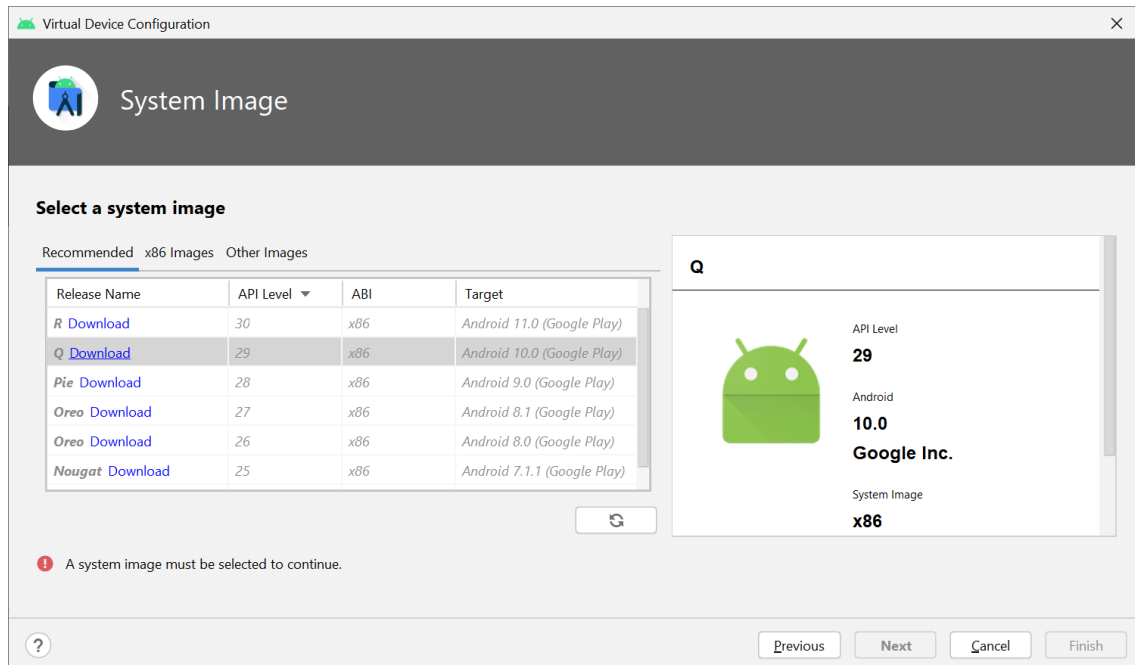 Virtual Device Configuration
System Image
Select a system image
Recommended x86 Images Other Images
Release Name API Level ABI Target
R Download 30 x86 Android 11.0 (Google Play)
Q Download 29 x86 Android 10.0 (Google Play)
Pie Download 28 x86 Android 9.0 (Google Play)
Oreo Download 27 x86 Android 8.1 (Google Play)
Oreo Download 26 x86 Android 8.0 (Google Play)
Nougat Download 25 x86 Android 7.1.1 (Google Play)
Q
API Level
29
Android
10.0
Google Inc.
System Image
x86
A system image must be selected to continue.
? Previous Next Cancel Finish